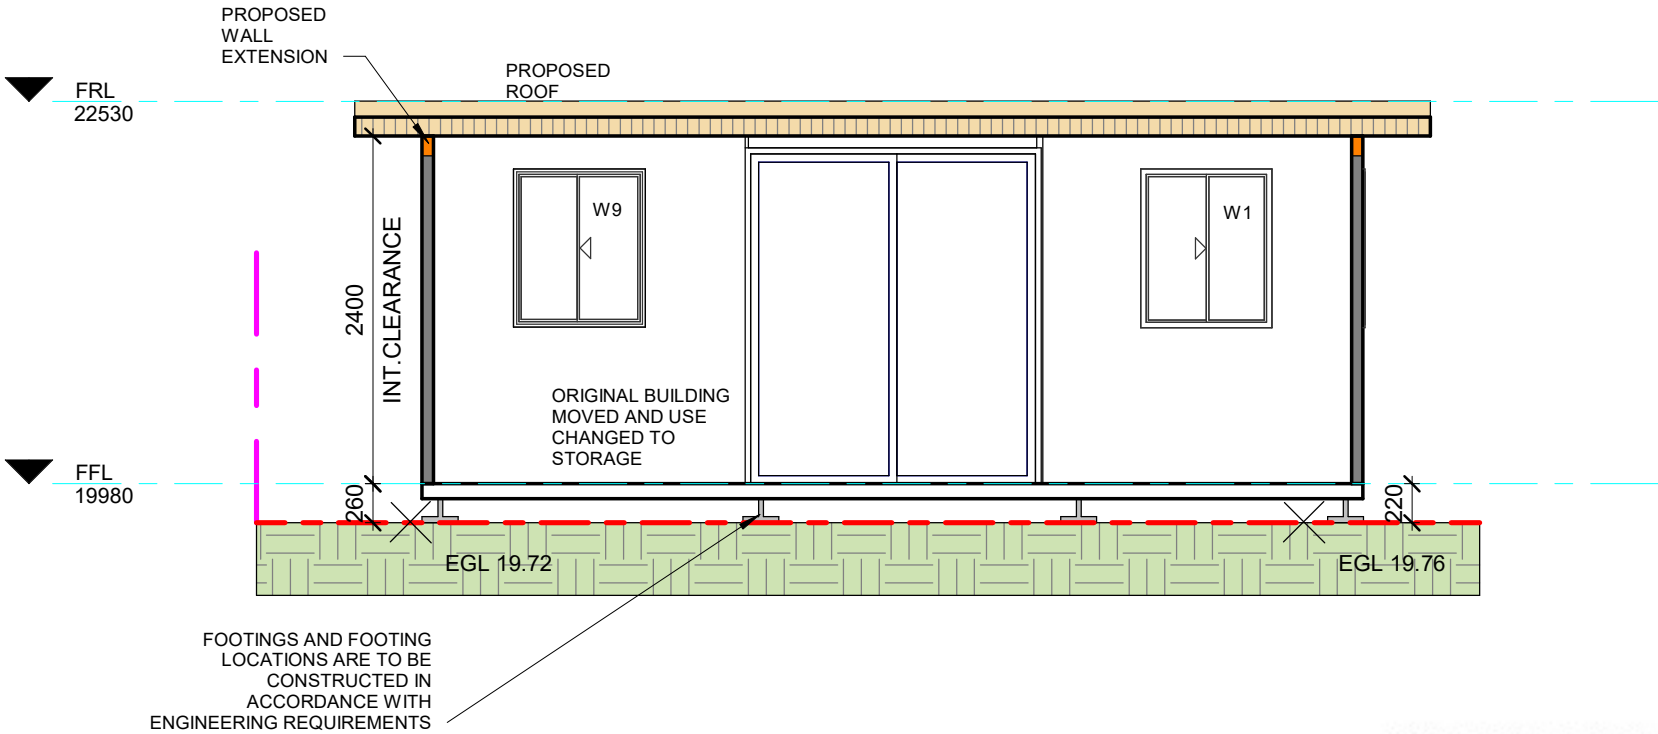 PROPOSED
WALL
EXTENSION
PROPOSED
ROOF
FRL
22530
W9
W1
2400
INT.CLEARANCE
ORIGINAL BUILDING
MOVED AND USE
CHANGED TO
STORAGE
FFL
19980
260
220
EGL 19.72
EGL 19.76
FOOTINGS AND FOOTING
LOCATIONS ARE TO BE
CONSTRUCTED IN
ACCORDANCE WITH
ENGINEERING REQUIREMENTS